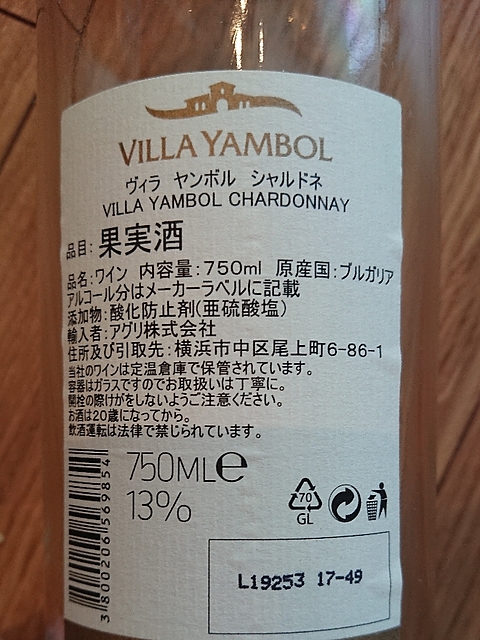 VILLA YAMBOL
ヴィラ ヤンボル シャルドネ
VILLA YAMBOL CHARDONNAY
品目:果実酒
品名:ワイン 内容量:750ml 原産国:ブルガリア
アルコール分はメーカーラベルに記載
添加物:酸化防止剤(亜硫酸塩)
輸入者:アグリ株式会社
住所及び引取先:横浜市中区尾上町6-86-1
当社のワインは定温倉庫で保管されています。
容器はガラスですのでお取扱いは丁寧に。
開栓の際けがをしないようご注意ください。
お酒は20歳になってから。
飲酒運転は法律で禁じられています。
750ML℮
13%
70
GL
3800206569854
L19253 17-49